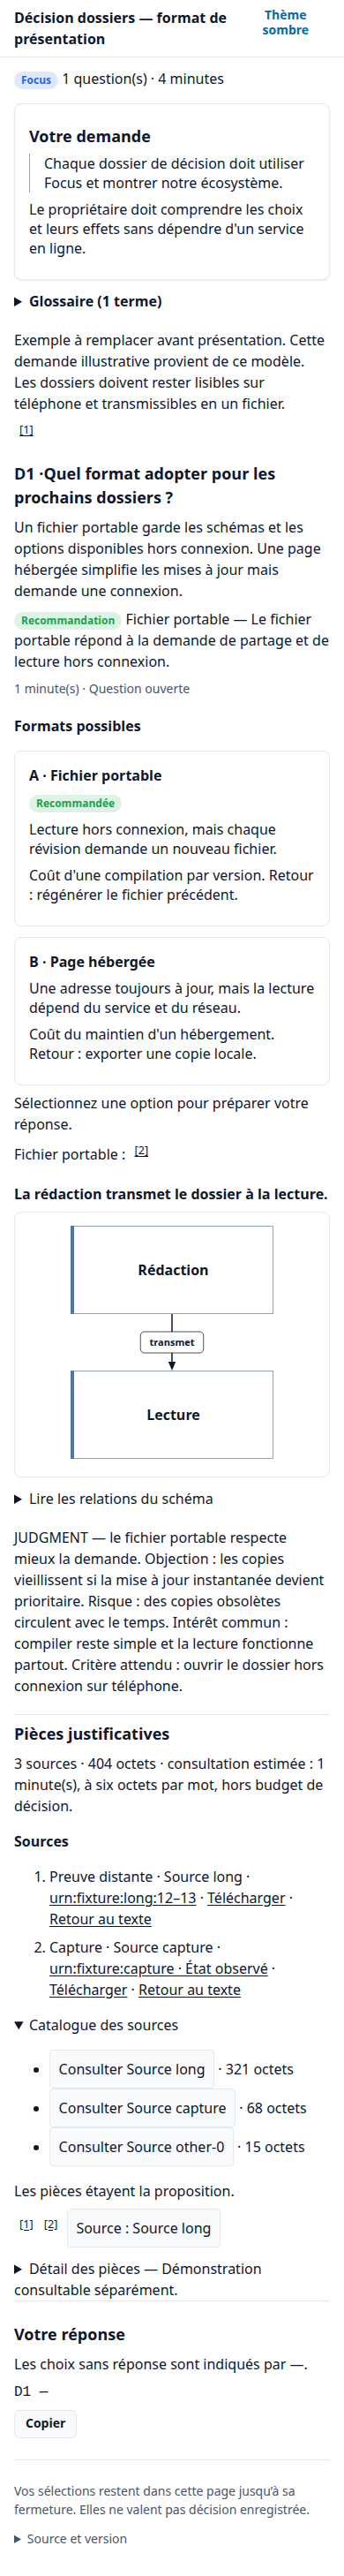 Décision dossiers — format de
présentation
Thème
sombre
Focus 1 question(s) · 4 minutes
Votre demande
Chaque dossier de décision doit utiliser
Focus et montrer notre écosystème.
Le propriétaire doit comprendre les choix
et leurs effets sans dépendre d'un service
en ligne.
▶ Glossaire (1 terme)
Exemple à remplacer avant présentation. Cette
demande illustrative provient de ce modèle.
Les dossiers doivent rester lisibles sur
téléphone et transmissibles en un fichier.
[1]
D1 ·Quel format adopter pour les
prochains dossiers ?
Un fichier portable garde les schémas et les
options disponibles hors connexion. Une page
hébergée simplifie les mises à jour mais
demande une connexion.
Recommandation Fichier portable — Le fichier
portable répond à la demande de partage et de
lecture hors connexion.
1 minute(s) · Question ouverte
Formats possibles
A · Fichier portable
Recommandée
Lecture hors connexion, mais chaque
révision demande un nouveau fichier.
Coût d'une compilation par version. Retour
: régénérer le fichier précédent.
B · Page hébergée
Une adresse toujours à jour, mais la lecture
dépend du service et du réseau.
Coût du maintien d'un hébergement.
Retour : exporter une copie locale.
Sélectionnez une option pour préparer votre
réponse.
Fichier portable : [2]
La rédaction transmet le dossier à la lecture.
Rédaction
transmet
Lecture
▶ Lire les relations du schéma
JUDGMENT — le fichier portable respecte
mieux la demande. Objection : les copies
vieillissent si la mise à jour instantanée devient
prioritaire. Risque : des copies obsolètes
circulent avec le temps. Intérêt commun :
compiler reste simple et la lecture fonctionne
partout. Critère attendu : ouvrir le dossier hors
connexion sur téléphone.
Pièces justificatives
3 sources · 404 octets · consultation estimée : 1
minute(s), à six octets par mot, hors budget de
décision.
Sources
1. Preuve distante · Source long ·
urn:fixture:long:12–13 · Télécharger ·
Retour au texte
2. Capture · Source capture ·
urn:fixture:capture · État observé ·
Télécharger · Retour au texte
▼ Catalogue des sources
• Consulter Source long · 321 octets
• Consulter Source capture · 68 octets
• Consulter Source other-0 · 15 octets
Les pièces étayent la proposition.
[1] [2] Source : Source long
▶ Détail des pièces — Démonstration
consultable séparément.
Votre réponse
Les choix sans réponse sont indiqués par —.
D1 —
Copier
Vos sélections restent dans cette page jusqu'à sa
fermeture. Elles ne valent pas décision enregistrée.
▶ Source et version